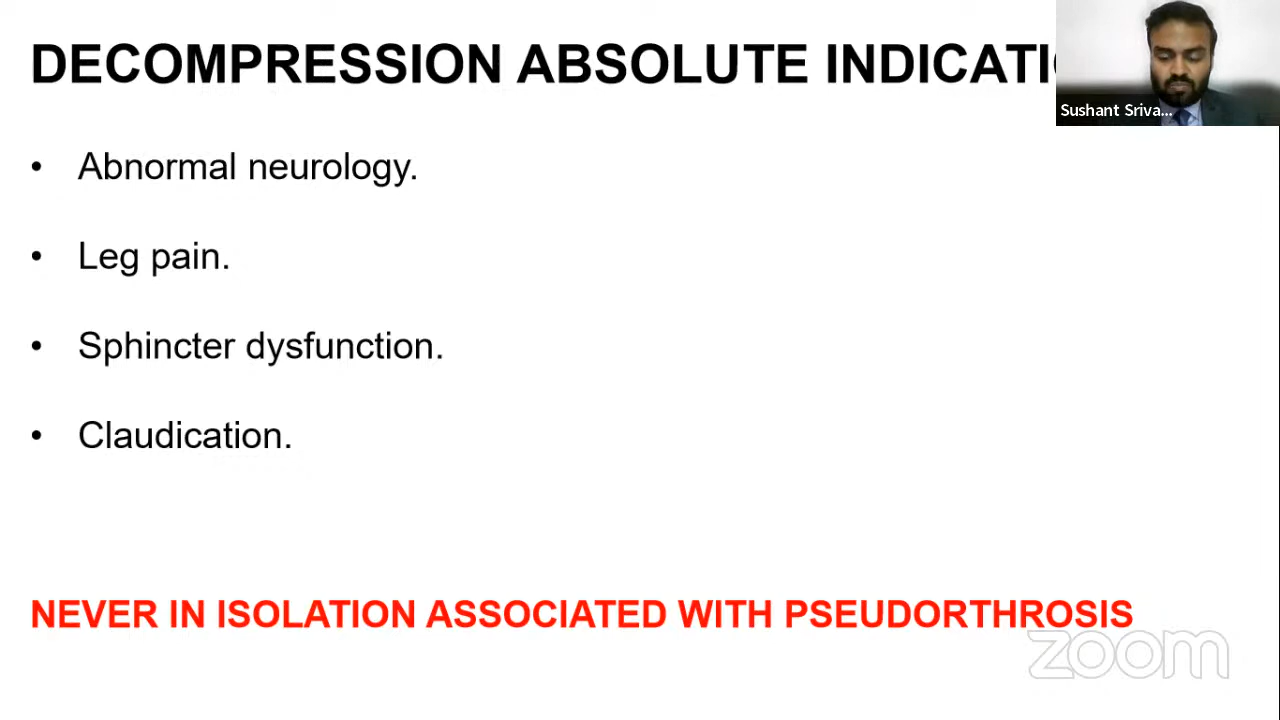 DECOMPRESSION ABSOLUTE INDICATI
Sushant Sriva...
• Abnormal neurology.
• Leg pain.
• Sphincter dysfunction.
• Claudication.
NEVER IN ISOLATION ASSOCIATED WITH PSEUDORTHROSIS
zoom